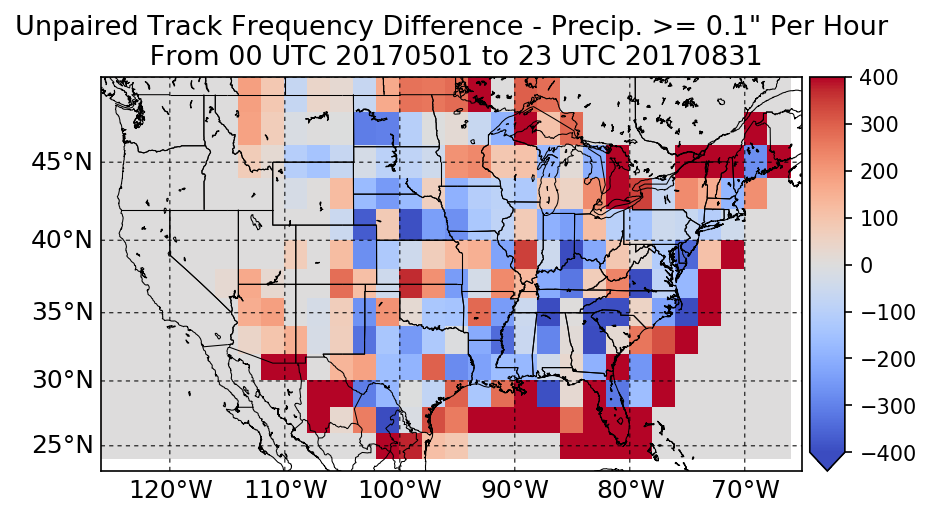 Unpaired Track Frequency Difference - Precip. >= 0.1" Per Hour
From 00 UTC 20170501 to 23 UTC 20170831
400
300
200
100
0
−100
−200
−300
−400
45°N
40°N
35°N
30°N
25°N
120°W 110°W 100°W 90°W 80°W 70°W